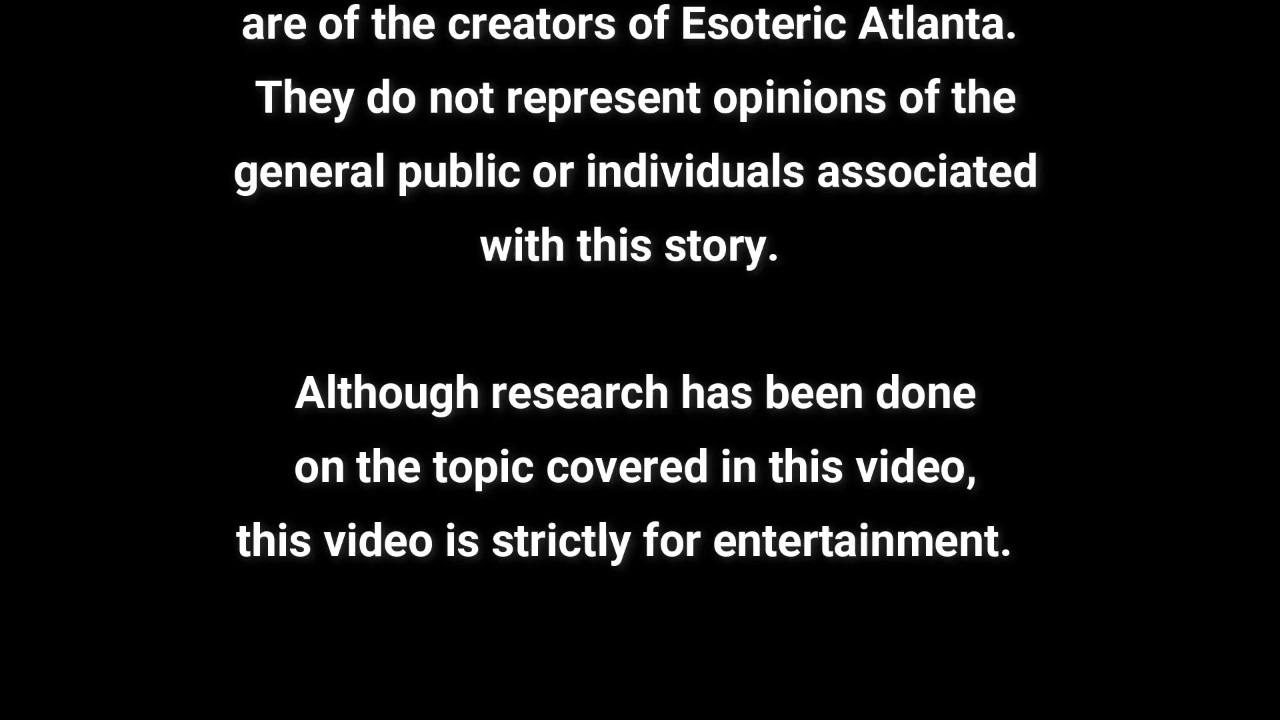 are of the creators of Esoteric Atlanta.
They do not represent opinions of the
general public or individuals associated
with this story.
Although research has been done
on the topic covered in this video,
this video is strictly for entertainment.